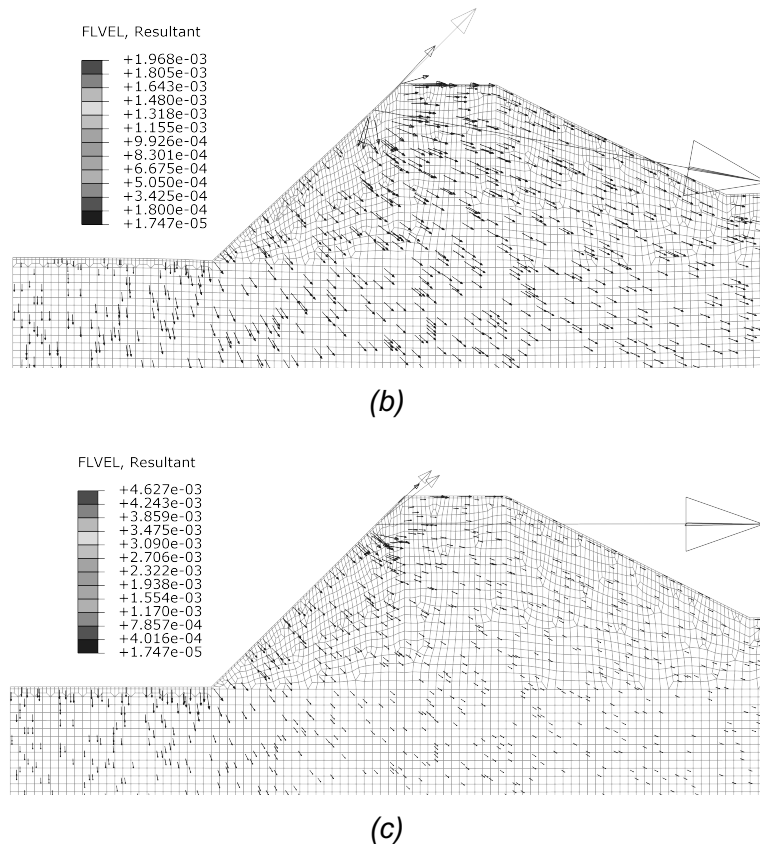 FLVEL, Resultant
+1.968e-03
+1.805e-03
+1.643e-03
+1.480e-03
+1.318e-03
+1.155e-03
+9.926e-04
+8.301e-04
+6.675e-04
+5.050e-04
+3.425e-04
+1.800e-04
+1.747e-05
(b)
FLVEL, Resultant
+4.627e-03
+4.243e-03
+3.859e-03
+3.475e-03
+3.090e-03
+2.706e-03
+2.322e-03
+1.938e-03
+1.554e-03
+1.170e-03
+7.857e-04
+4.016e-04
+1.747e-05
(c)